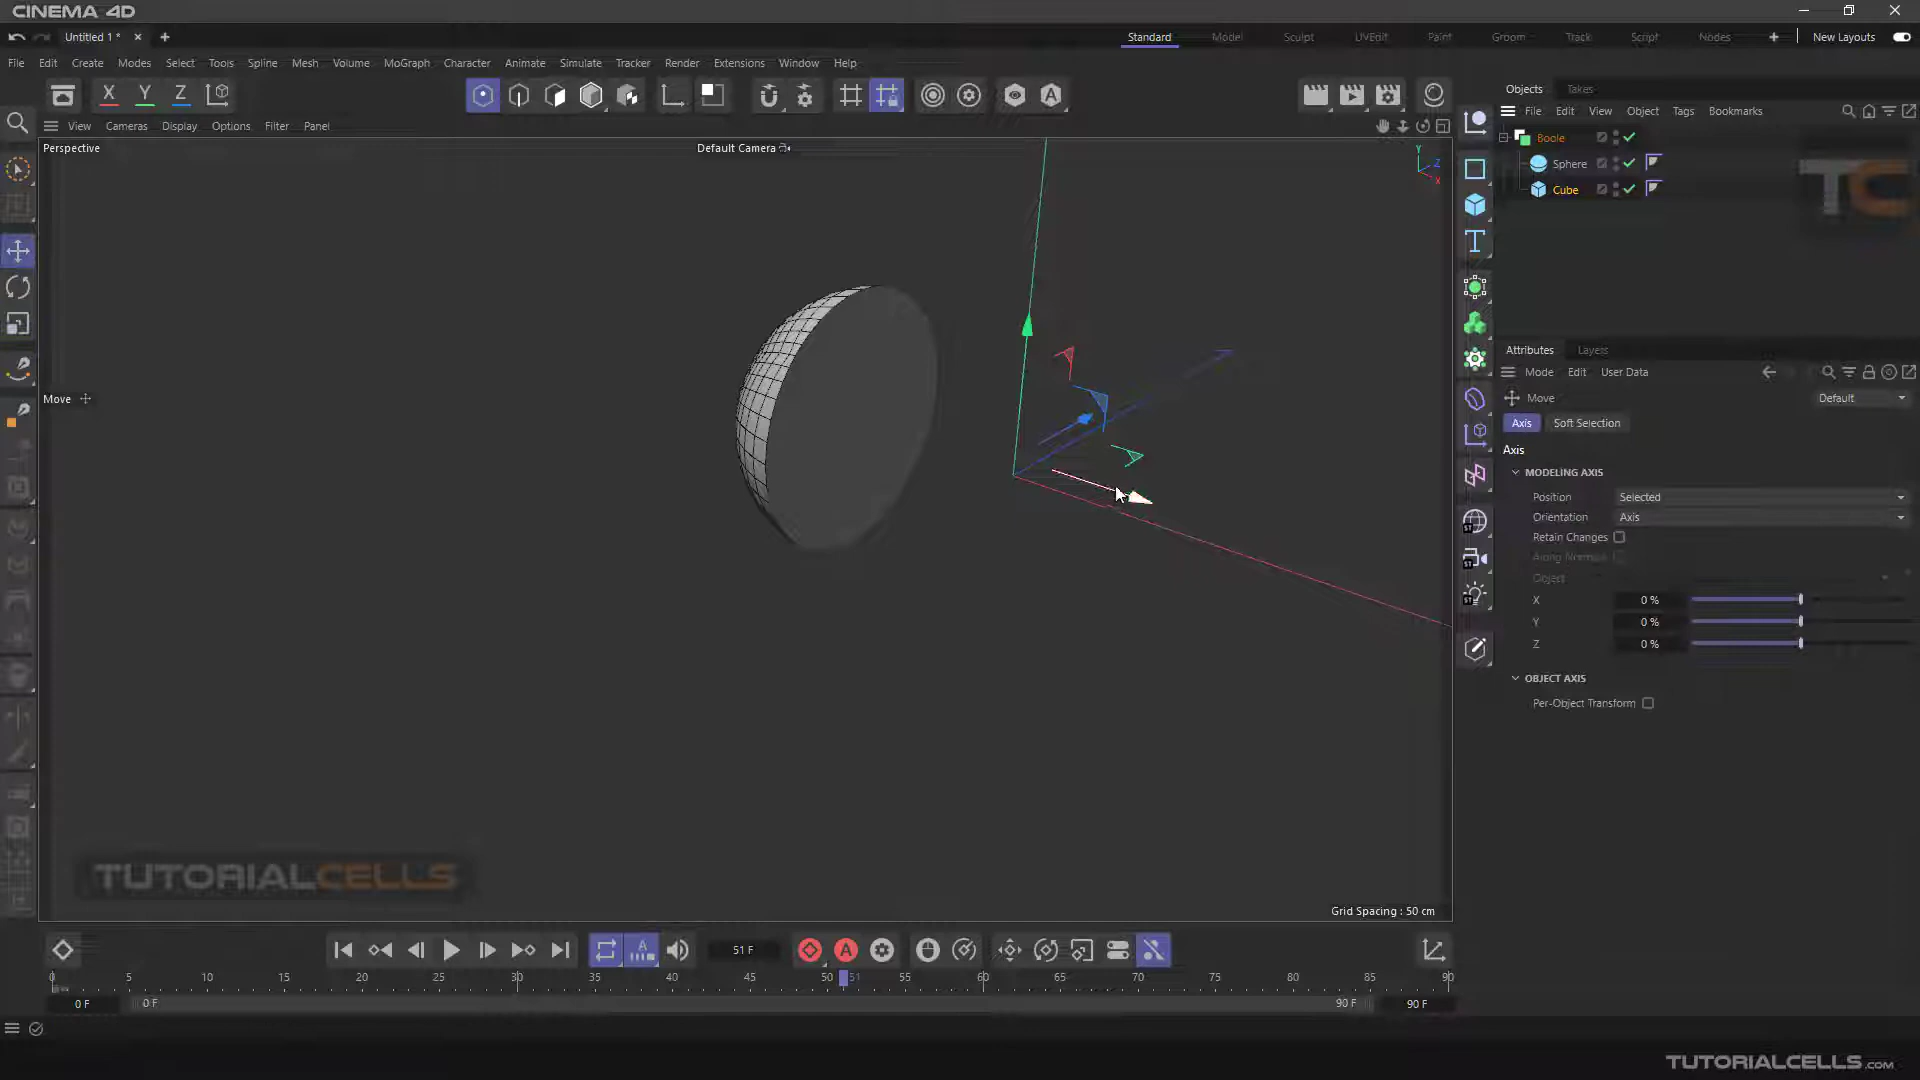 CINEMA 4D
Untitled 1 *
Standard Model Sculpt UVEdit Paint Groom Track Script Nodes New Layouts
File Edit Create Modes Select Tools Spline Mesh Volume MoGraph Character Animate Simulate Tracker Render Extensions Window Help
X Y Z
Objects Takes
File Edit View Object Tags Bookmarks
View Cameras Display Options Filter Panel
Perspective
Default Camera
Y
Z
X
Boole
Sphere
Cube
TC
Attributes Layers
Mode Edit User Data
Move
Move
Default
Axis Soft Selection
Axis
MODELING AXIS
Position Selected
Orientation Axis
Retain Changes
Along Normals
Object
X 0 %
Y 0 %
Z 0 %
OBJECT AXIS
Per-Object Transform
TUTORIALCELLS
Grid Spacing : 50 cm
51 F
0 5 10 15 20 25 30 35 40 45 50 51 55 60 65 70 75 80 85 90
0 F 0 F 90 F 90 F
TUTORIALCELLS.COM